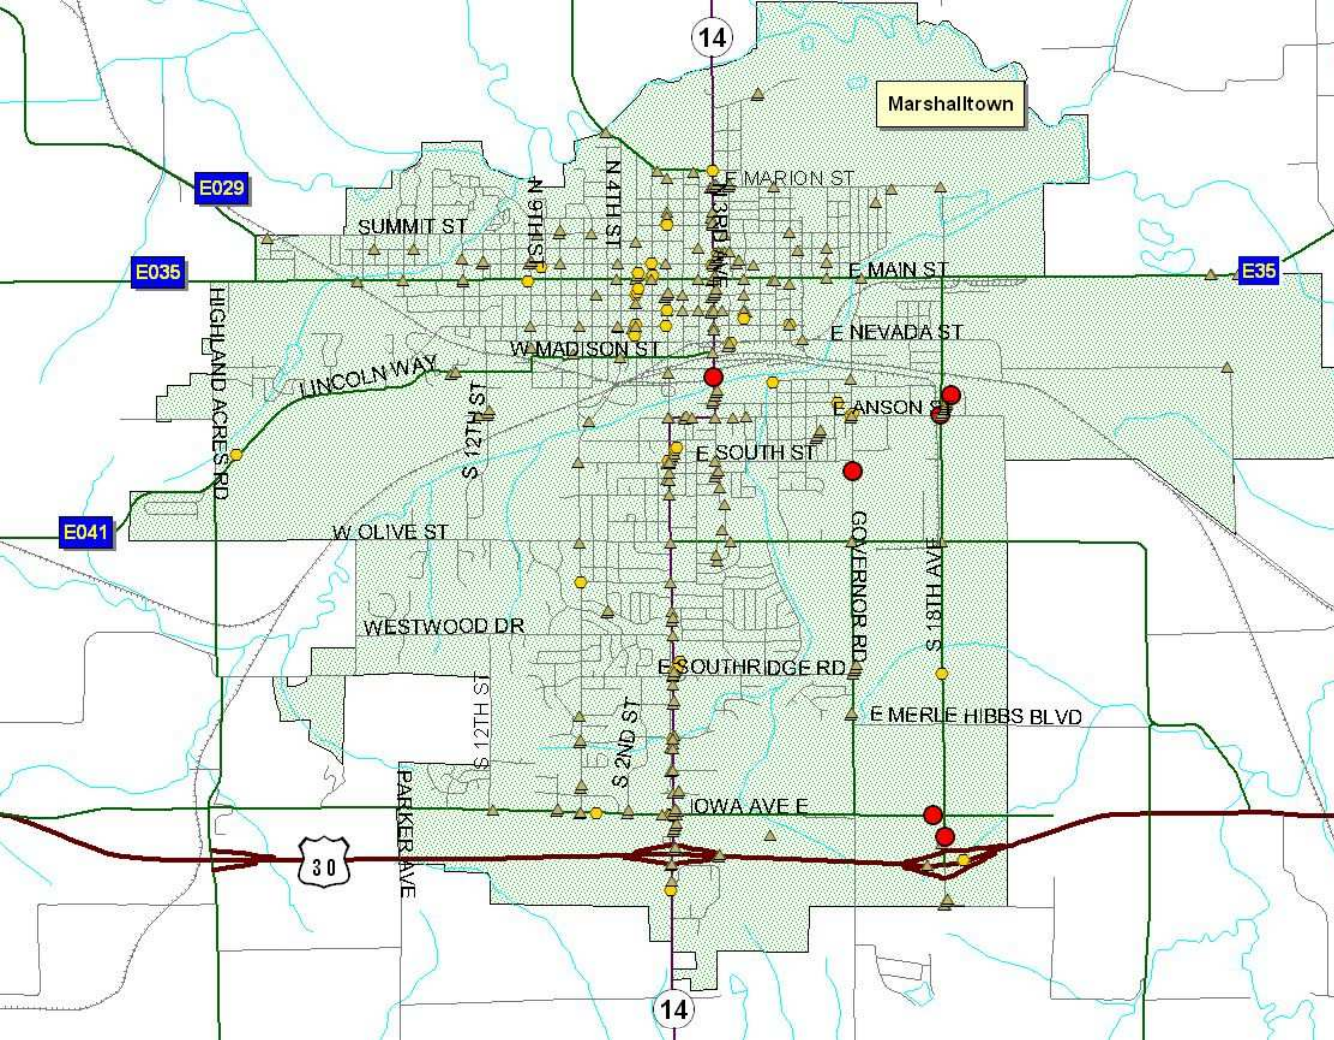 14
Marshalltown
E MARION ST
N 4TH ST
N 9TH ST
N 3RD AVE
E029
SUMMIT ST
E035
E MAIN ST
E35
HIGHLAND ACRES RD
E NEVADA ST
W MADISON ST
LINCOLN WAY
S 12TH ST
E ANSON S
E SOUTH ST
E041
W OLIVE ST
GOVERNOR RD
S 18TH AVE
WESTWOOD DR
E SOUTHRIDGE RD
S 12TH ST
S 2ND ST
E MERLE HIBBS BLVD
PARKER AVE
IOWA AVE E
30
14